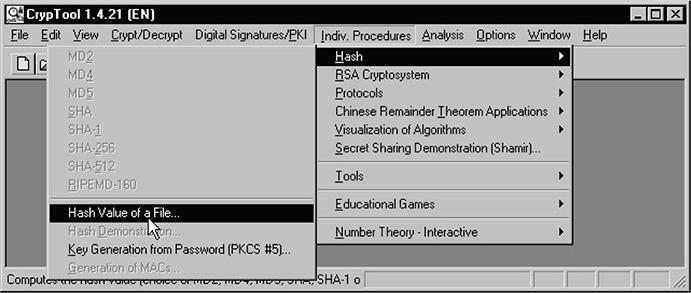 CrypTool 1.4.21 (EN)
File Edit View Crypt/Decrypt Digital Signatures/PKI Indiv. Procedures Analysis Options Window Help
MD2
MD4
MD5
SHA
SHA-1
SHA-256
SHA-512
RIPEMD-160
Hash Value of a File...
Hash Demonstration...
Key Generation from Password (PKCS #5)...
Generation of MACs...
Hash
RSA Cryptosystem
Protocols
Chinese Remainder Theorem Applications
Visualization of Algorithms
Secret Sharing Demonstration (Shamir)...
Tools
Educational Games
Number Theory - Interactive
Computes the hash value (choice of MD2, MD4, MD5, SHA, SHA-1 o